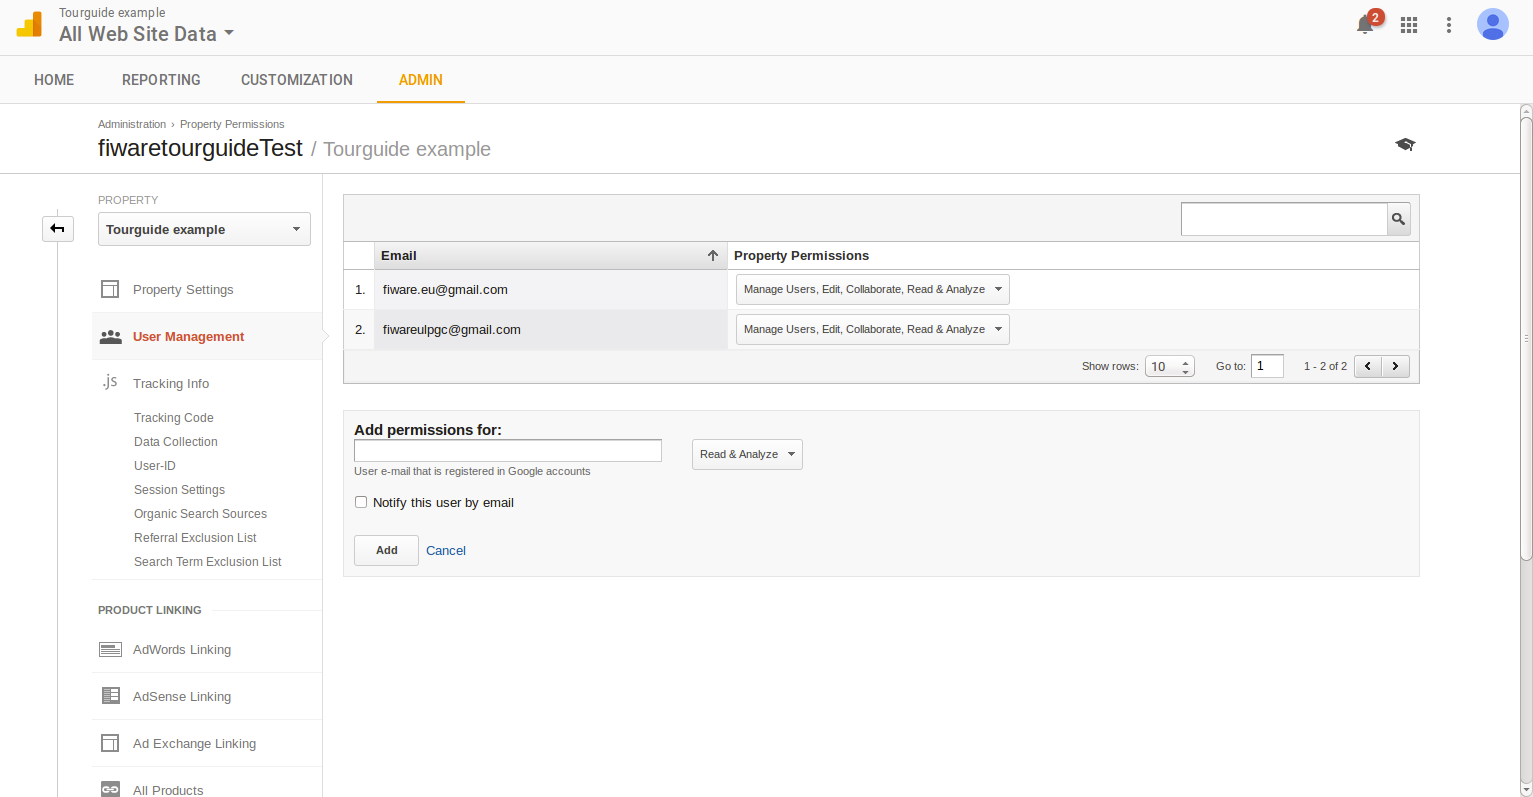 Tourguide example
All Web Site Data
2
HOME REPORTING CUSTOMIZATION ADMIN
Administration › Property Permissions
fiwaretourguideTest / Tourguide example
PROPERTY
Tourguide example
Property Settings
User Management
.js Tracking Info
Tracking Code
Data Collection
User-ID
Session Settings
Organic Search Sources
Referral Exclusion List
Search Term Exclusion List
PRODUCT LINKING
AdWords Linking
AdSense Linking
Ad Exchange Linking
All Products
Email Property Permissions
1. fiware.eu@gmail.com Manage Users, Edit, Collaborate, Read & Analyze
2. fiwareulpgc@gmail.com Manage Users, Edit, Collaborate, Read & Analyze
Show rows: 10 Go to: 1 1 - 2 of 2
Add permissions for:
Read & Analyze
User e-mail that is registered in Google accounts
Notify this user by email
Add Cancel